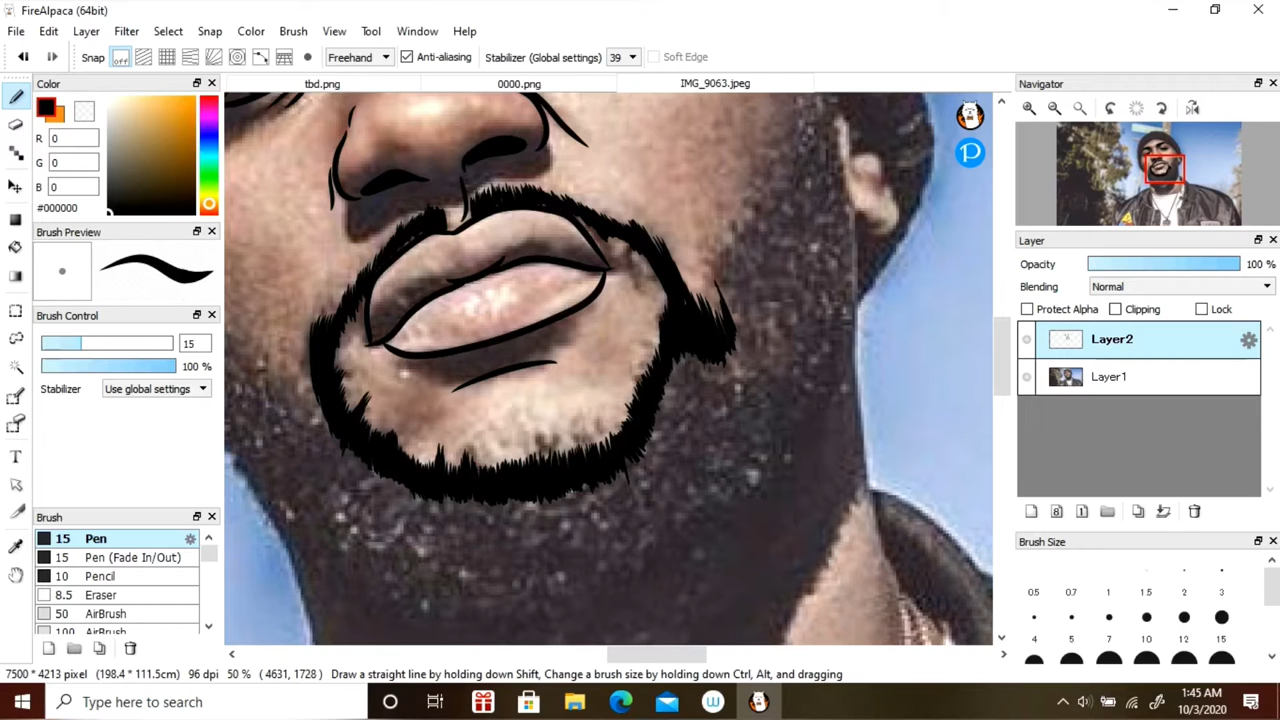 FireAlpaca (64bit)
File Edit Layer Filter Select Snap Color Brush View Tool Window Help
Snap off Freehand Anti-aliasing Stabilizer (Global settings) 39 Soft Edge
Color tbd.png 0000.png IMG_9063.jpeg Navigator
R 0
G 0
B 0
#000000
P
Brush Preview
Layer
Opacity 100 %
Blending Normal
Protect Alpha Clipping Lock
Brush Control
15
100 %
Stabilizer Use global settings
Layer2
Layer1
8 1
Brush
15 Pen
15 Pen (Fade In/Out)
10 Pencil
8.5 Eraser
50 AirBrush
100 AirBrush
T
Brush Size
0.5 0.7 1 1.5 2 3
4 5 7 10 12 15
7500 * 4213 pixel (198.4 * 111.5cm) 96 dpi 50 % ( 4631, 1728 ) Draw a straight line by holding down Shift, Change a brush size by holding down Ctrl, Alt, and dragging
Type here to search
W
1:45 AM
10/3/2020